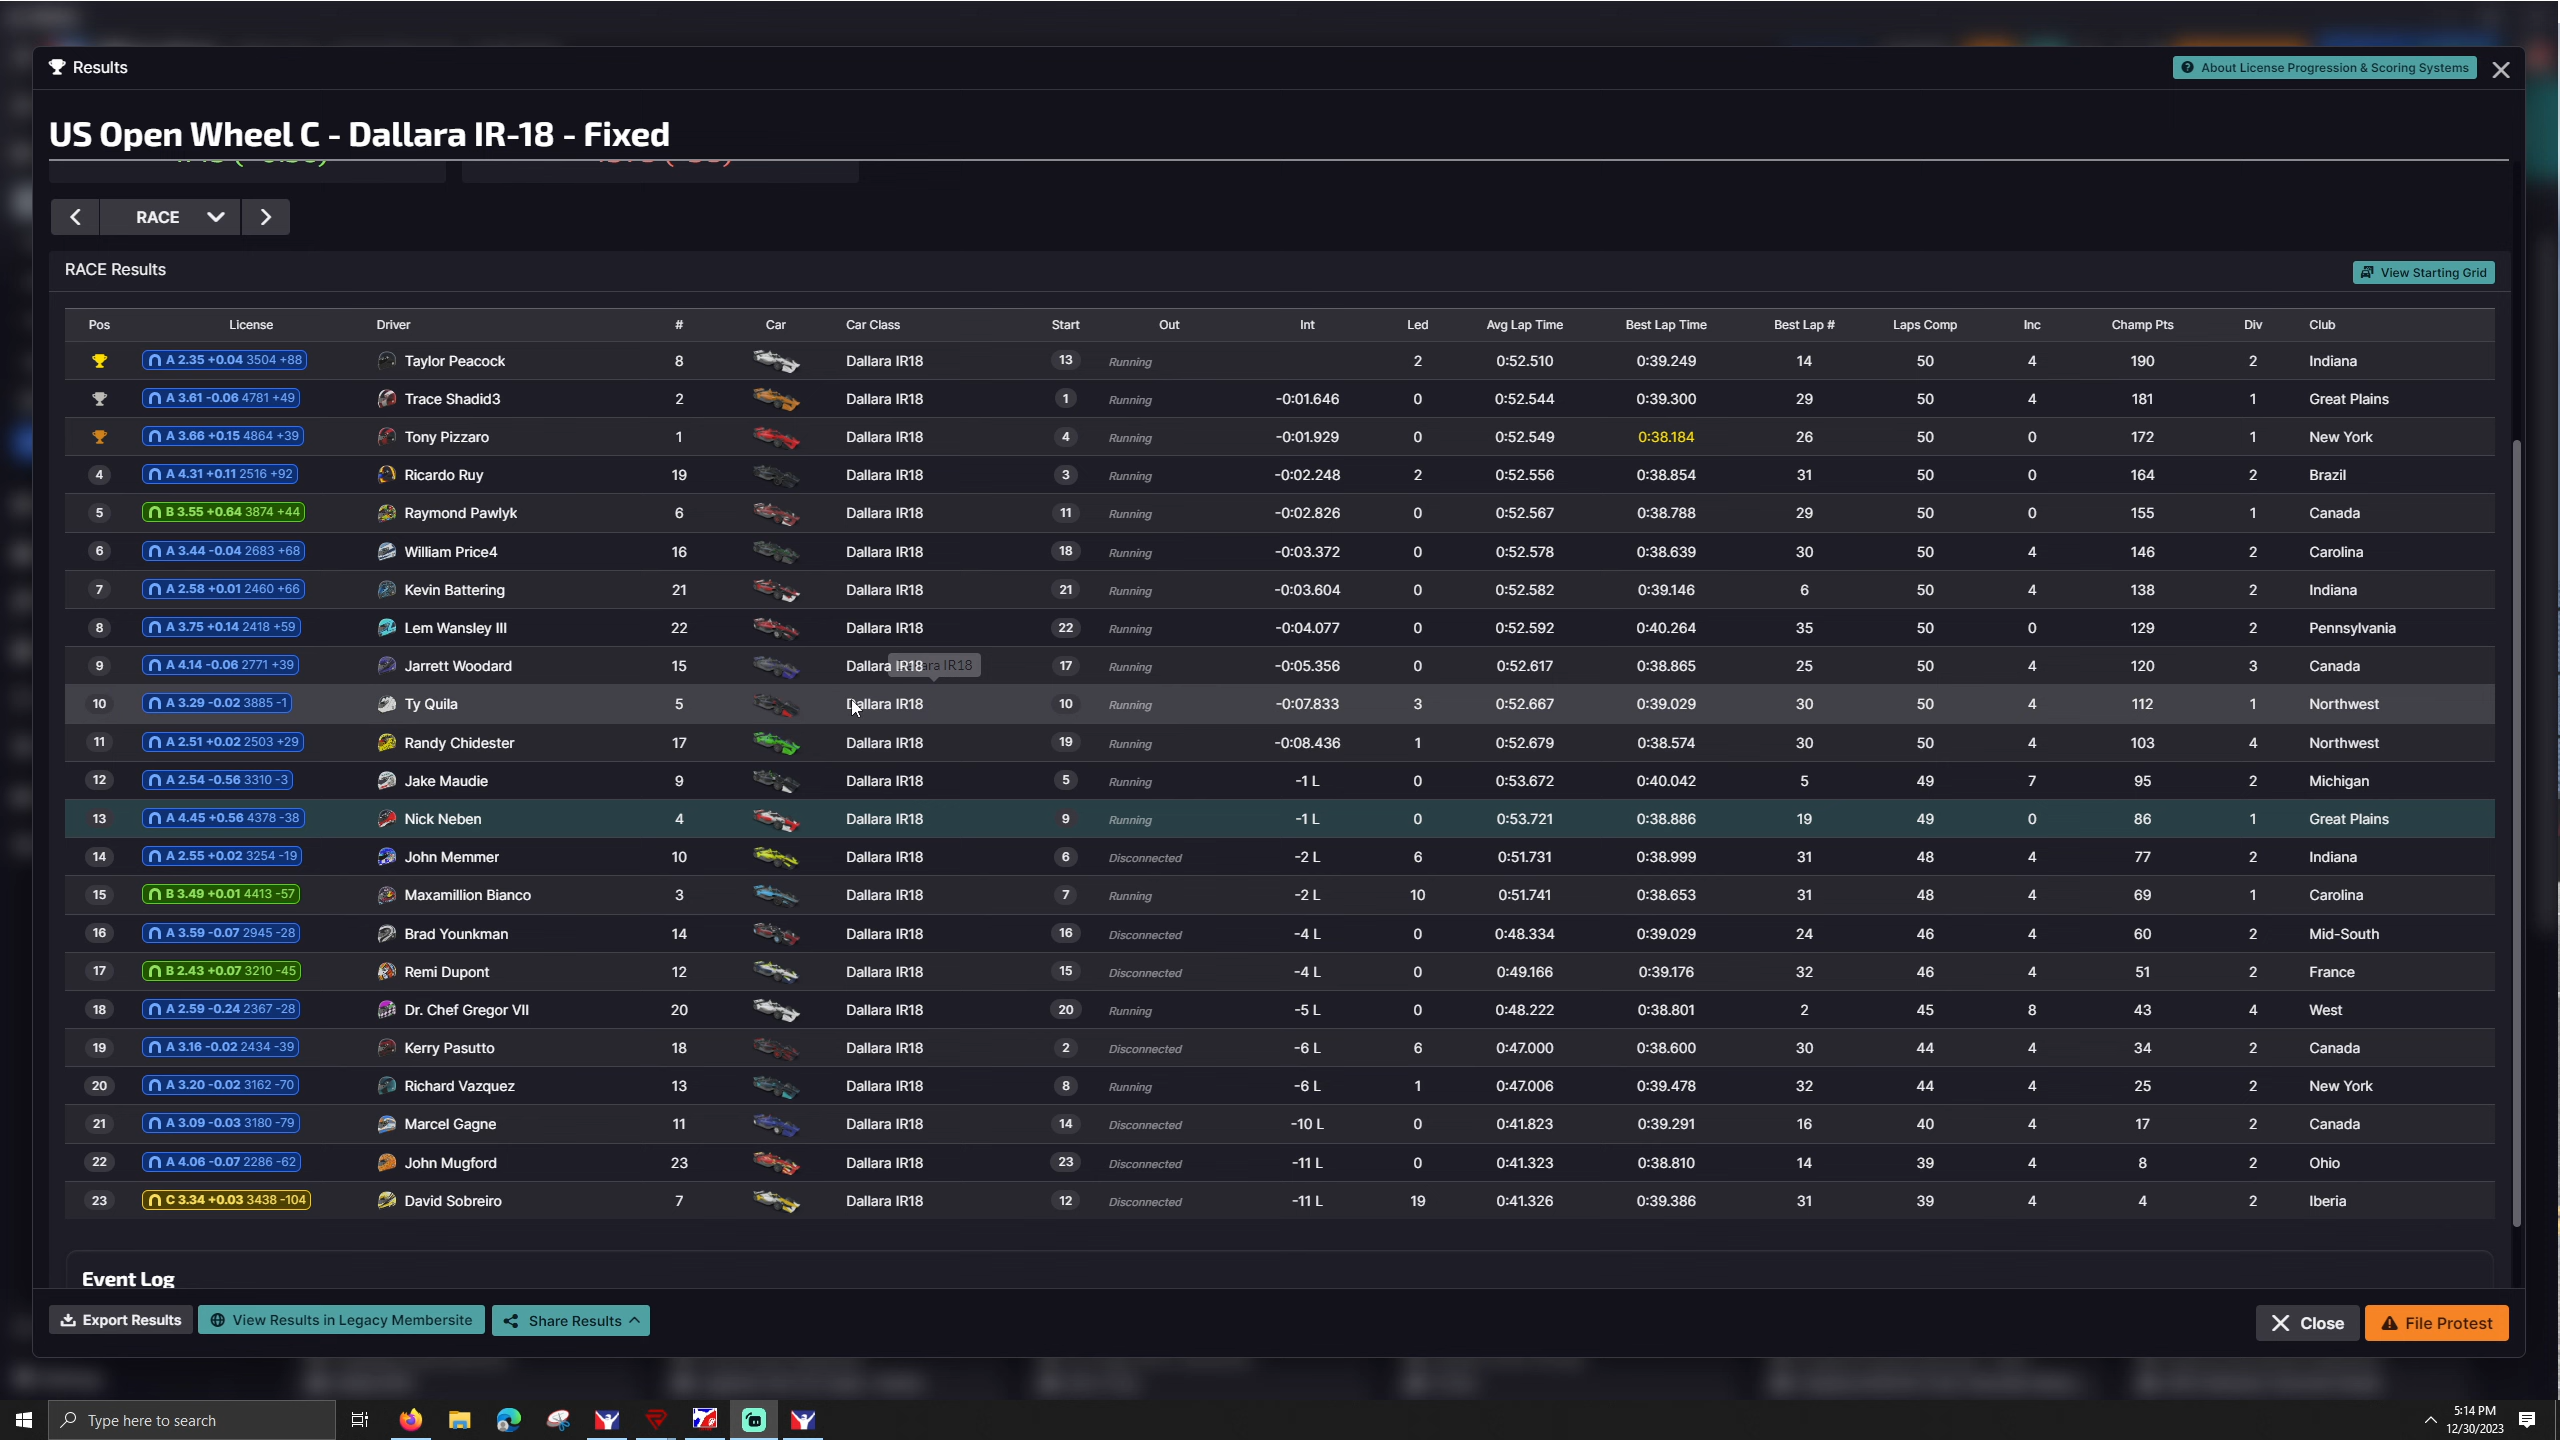 Results
About License Progression & Scoring Systems
US Open Wheel C - Dallara IR-18 - Fixed
RACE
RACE Results
View Starting Grid
Pos License Driver # Car Car Class Start Out Int Led Avg Lap Time Best Lap Time Best Lap # Laps Comp Inc Champ Pts Div Club
A 2.35 +0.04 3504 +88 Taylor Peacock 8 Dallara IR18 13 Running 2 0:52.510 0:39.249 14 50 4 190 2 Indiana
A 3.61 -0.06 4781 +49 Trace Shadid3 2 Dallara IR18 1 Running -0:01.646 0 0:52.544 0:39.300 29 50 4 181 1 Great Plains
A 3.66 +0.15 4864 +39 Tony Pizzaro 1 Dallara IR18 4 Running -0:01.929 0 0:52.549 0:38.184 26 50 0 172 1 New York
4 A 4.31 +0.11 2516 +92 Ricardo Ruy 19 Dallara IR18 3 Running -0:02.248 2 0:52.556 0:38.854 31 50 0 164 2 Brazil
5 B 3.55 +0.64 3874 +44 Raymond Pawlyk 6 Dallara IR18 11 Running -0:02.826 0 0:52.567 0:38.788 29 50 0 155 1 Canada
6 A 3.44 -0.04 2683 +68 William Price4 16 Dallara IR18 18 Running -0:03.372 0 0:52.578 0:38.639 30 50 4 146 2 Carolina
7 A 2.58 +0.01 2460 +66 Kevin Battering 21 Dallara IR18 21 Running -0:03.604 0 0:52.582 0:39.146 6 50 4 138 2 Indiana
8 A 3.75 +0.14 2418 +59 Lem Wansley III 22 Dallara IR18 22 Running -0:04.077 0 0:52.592 0:40.264 35 50 0 129 2 Pennsylvania
9 A 4.14 -0.06 2771 +39 Jarrett Woodard 15 Dallara IR18 17 Running -0:05.356 0 0:52.617 0:38.865 25 50 4 120 3 Canada
10 A 3.29 -0.02 3885 -1 Ty Quila 5 Dallara IR18 10 Running -0:07.833 3 0:52.667 0:39.029 30 50 4 112 1 Northwest
11 A 2.51 +0.02 2503 +29 Randy Chidester 17 Dallara IR18 19 Running -0:08.436 1 0:52.679 0:38.574 30 50 4 103 4 Northwest
12 A 2.54 -0.56 3310 -3 Jake Maudie 9 Dallara IR18 5 Running -1 L 0 0:53.672 0:40.042 5 49 7 95 2 Michigan
13 A 4.45 +0.56 4378 -38 Nick Neben 4 Dallara IR18 9 Running -1 L 0 0:53.721 0:38.886 19 49 0 86 1 Great Plains
14 A 2.55 +0.02 3254 -19 John Memmer 10 Dallara IR18 6 Disconnected -2 L 6 0:51.731 0:38.999 31 48 4 77 2 Indiana
15 B 3.49 +0.01 4413 -57 Maxamillion Bianco 3 Dallara IR18 7 Running -2 L 10 0:51.741 0:38.653 31 48 4 69 1 Carolina
16 A 3.59 -0.07 2945 -28 Brad Younkman 14 Dallara IR18 16 Disconnected -4 L 0 0:48.334 0:39.029 24 46 4 60 2 Mid-South
17 B 2.43 +0.07 3210 -45 Remi Dupont 12 Dallara IR18 15 Disconnected -4 L 0 0:49.166 0:39.176 32 46 4 51 2 France
18 A 2.59 -0.24 2367 -28 Dr. Chef Gregor VII 20 Dallara IR18 20 Running -5 L 0 0:48.222 0:38.801 2 45 8 43 4 West
19 A 3.16 -0.02 2434 -39 Kerry Pasutto 18 Dallara IR18 2 Disconnected -6 L 6 0:47.000 0:38.600 30 44 4 34 2 Canada
20 A 3.20 -0.02 3162 -70 Richard Vazquez 13 Dallara IR18 8 Running -6 L 1 0:47.006 0:39.478 32 44 4 25 2 New York
21 A 3.09 -0.03 3180 -79 Marcel Gagne 11 Dallara IR18 14 Disconnected -10 L 0 0:41.823 0:39.291 16 40 4 17 2 Canada
22 A 4.06 -0.07 2286 -62 John Mugford 23 Dallara IR18 23 Disconnected -11 L 0 0:41.323 0:38.810 14 39 4 8 2 Ohio
23 C 3.34 +0.03 3438 -104 David Sobreiro 7 Dallara IR18 12 Disconnected -11 L 19 0:41.326 0:39.386 31 39 4 4 2 Iberia
Event Log
Export Results
View Results in Legacy Membersite
Share Results
Close
File Protest
Type here to search
5:14 PM
12/30/2023